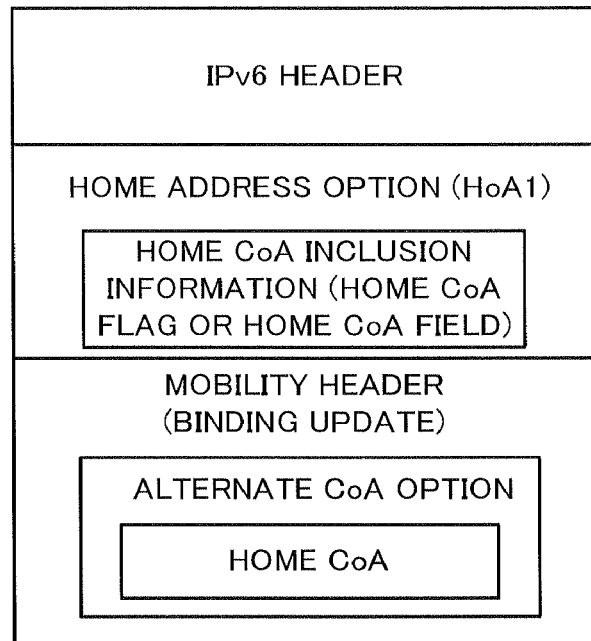 IPv6 HEADER
HOME ADDRESS OPTION (HoA1)
HOME CoA INCLUSION
INFORMATION (HOME CoA
FLAG OR HOME CoA FIELD)
MOBILITY HEADER
(BINDING UPDATE)
ALTERNATE CoA OPTION
HOME CoA